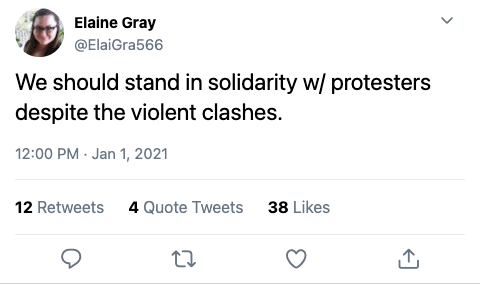 Elaine Gray
@ElaiGra566
We should stand in solidarity w/ protesters
despite the violent clashes.
12:00 PM · Jan 1, 2021
12 Retweets 4 Quote Tweets 38 Likes